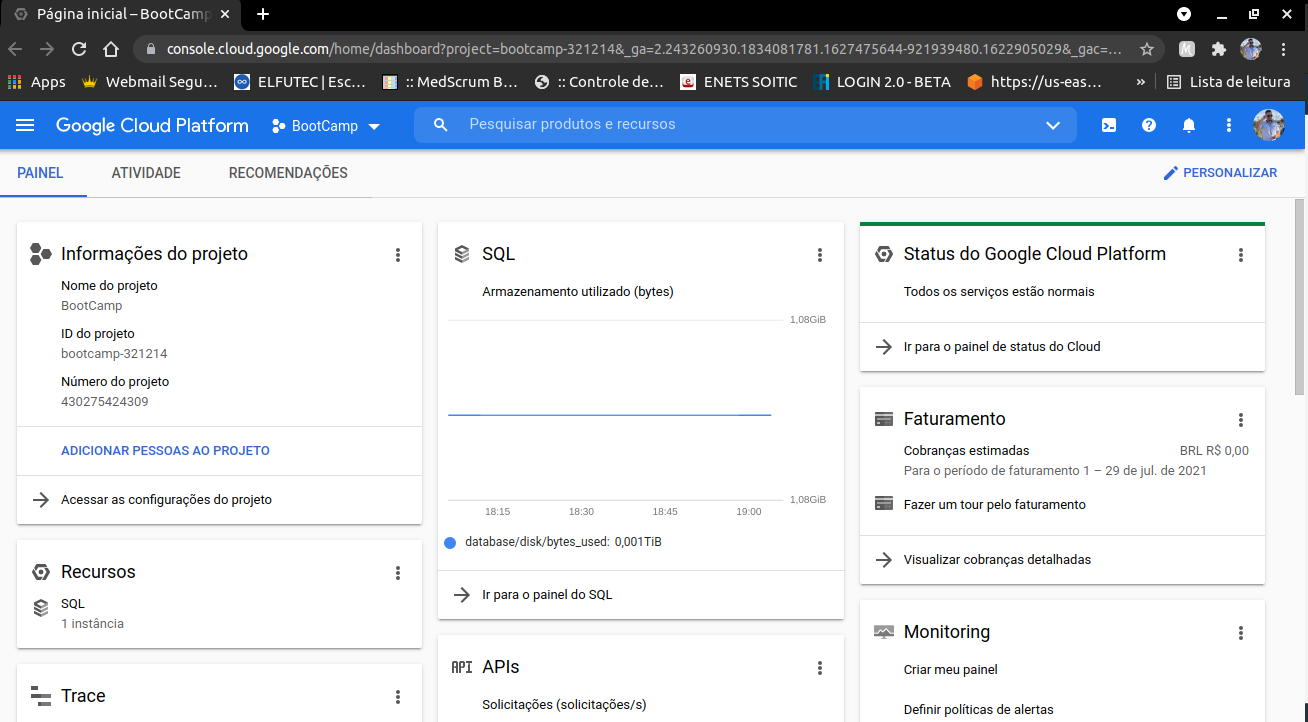 Página inicial – BootCamp
console.cloud.google.com/home/dashboard?project=bootcamp-321214&_ga=2.243260930.1834081781.1627475644-921939480.1622905029&_gac=...
Apps
Webmail Segu...
ELFUTEC | Esc...
:: MedScrum B...
:: Controle de...
ENETS SOITIC
LOGIN 2.0 - BETA
https://us-eas...
»
Lista de leitura
Google Cloud Platform
BootCamp
Pesquisar produtos e recursos
PAINEL
ATIVIDADE
RECOMENDAÇÕES
PERSONALIZAR
Informações do projeto
Nome do projeto
BootCamp
ID do projeto
bootcamp-321214
Número do projeto
430275424309
ADICIONAR PESSOAS AO PROJETO
Acessar as configurações do projeto
Recursos
SQL
1 instância
Trace
SQL
Armazenamento utilizado (bytes)
1,08GiB
1,08GiB
18:15 18:30 18:45 19:00
database/disk/bytes_used: 0,001TiB
Ir para o painel do SQL
API APIs
Solicitações (solicitações/s)
Status do Google Cloud Platform
Todos os serviços estão normais
Ir para o painel de status do Cloud
Faturamento
Cobranças estimadas BRL R$ 0,00
Para o período de faturamento 1 – 29 de jul. de 2021
Fazer um tour pelo faturamento
Visualizar cobranças detalhadas
Monitoring
Criar meu painel
Definir políticas de alertas